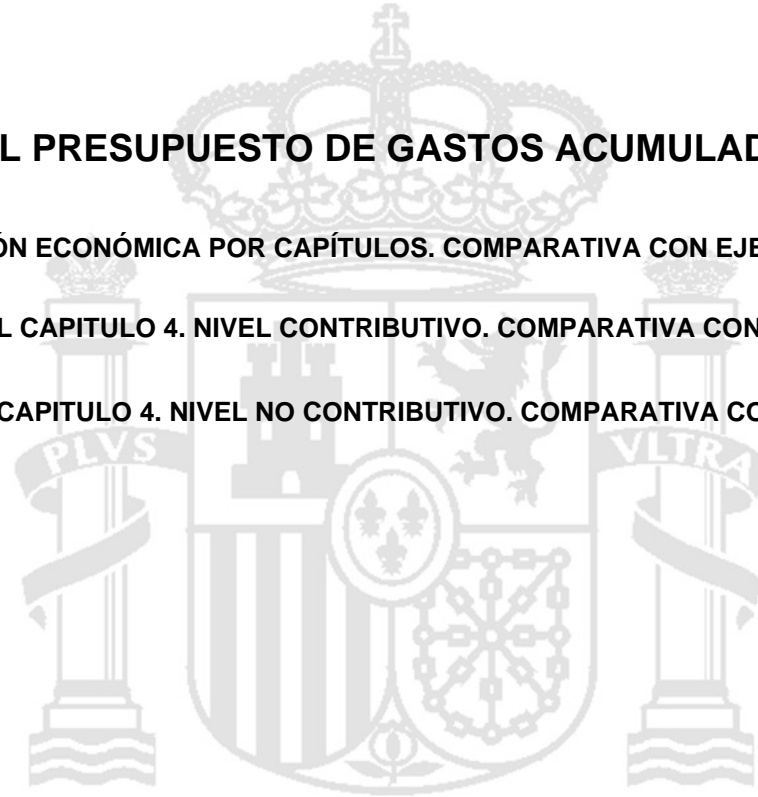 L PRESUPUESTO DE GASTOS ACUMULAD
ÓN ECONÓMICA POR CAPÍTULOS. COMPARATIVA CON EJE
L CAPITULO 4. NIVEL CONTRIBUTIVO. COMPARATIVA CON
CAPITULO 4. NIVEL NO CONTRIBUTIVO. COMPARATIVA CO
PLVS
VLTRA